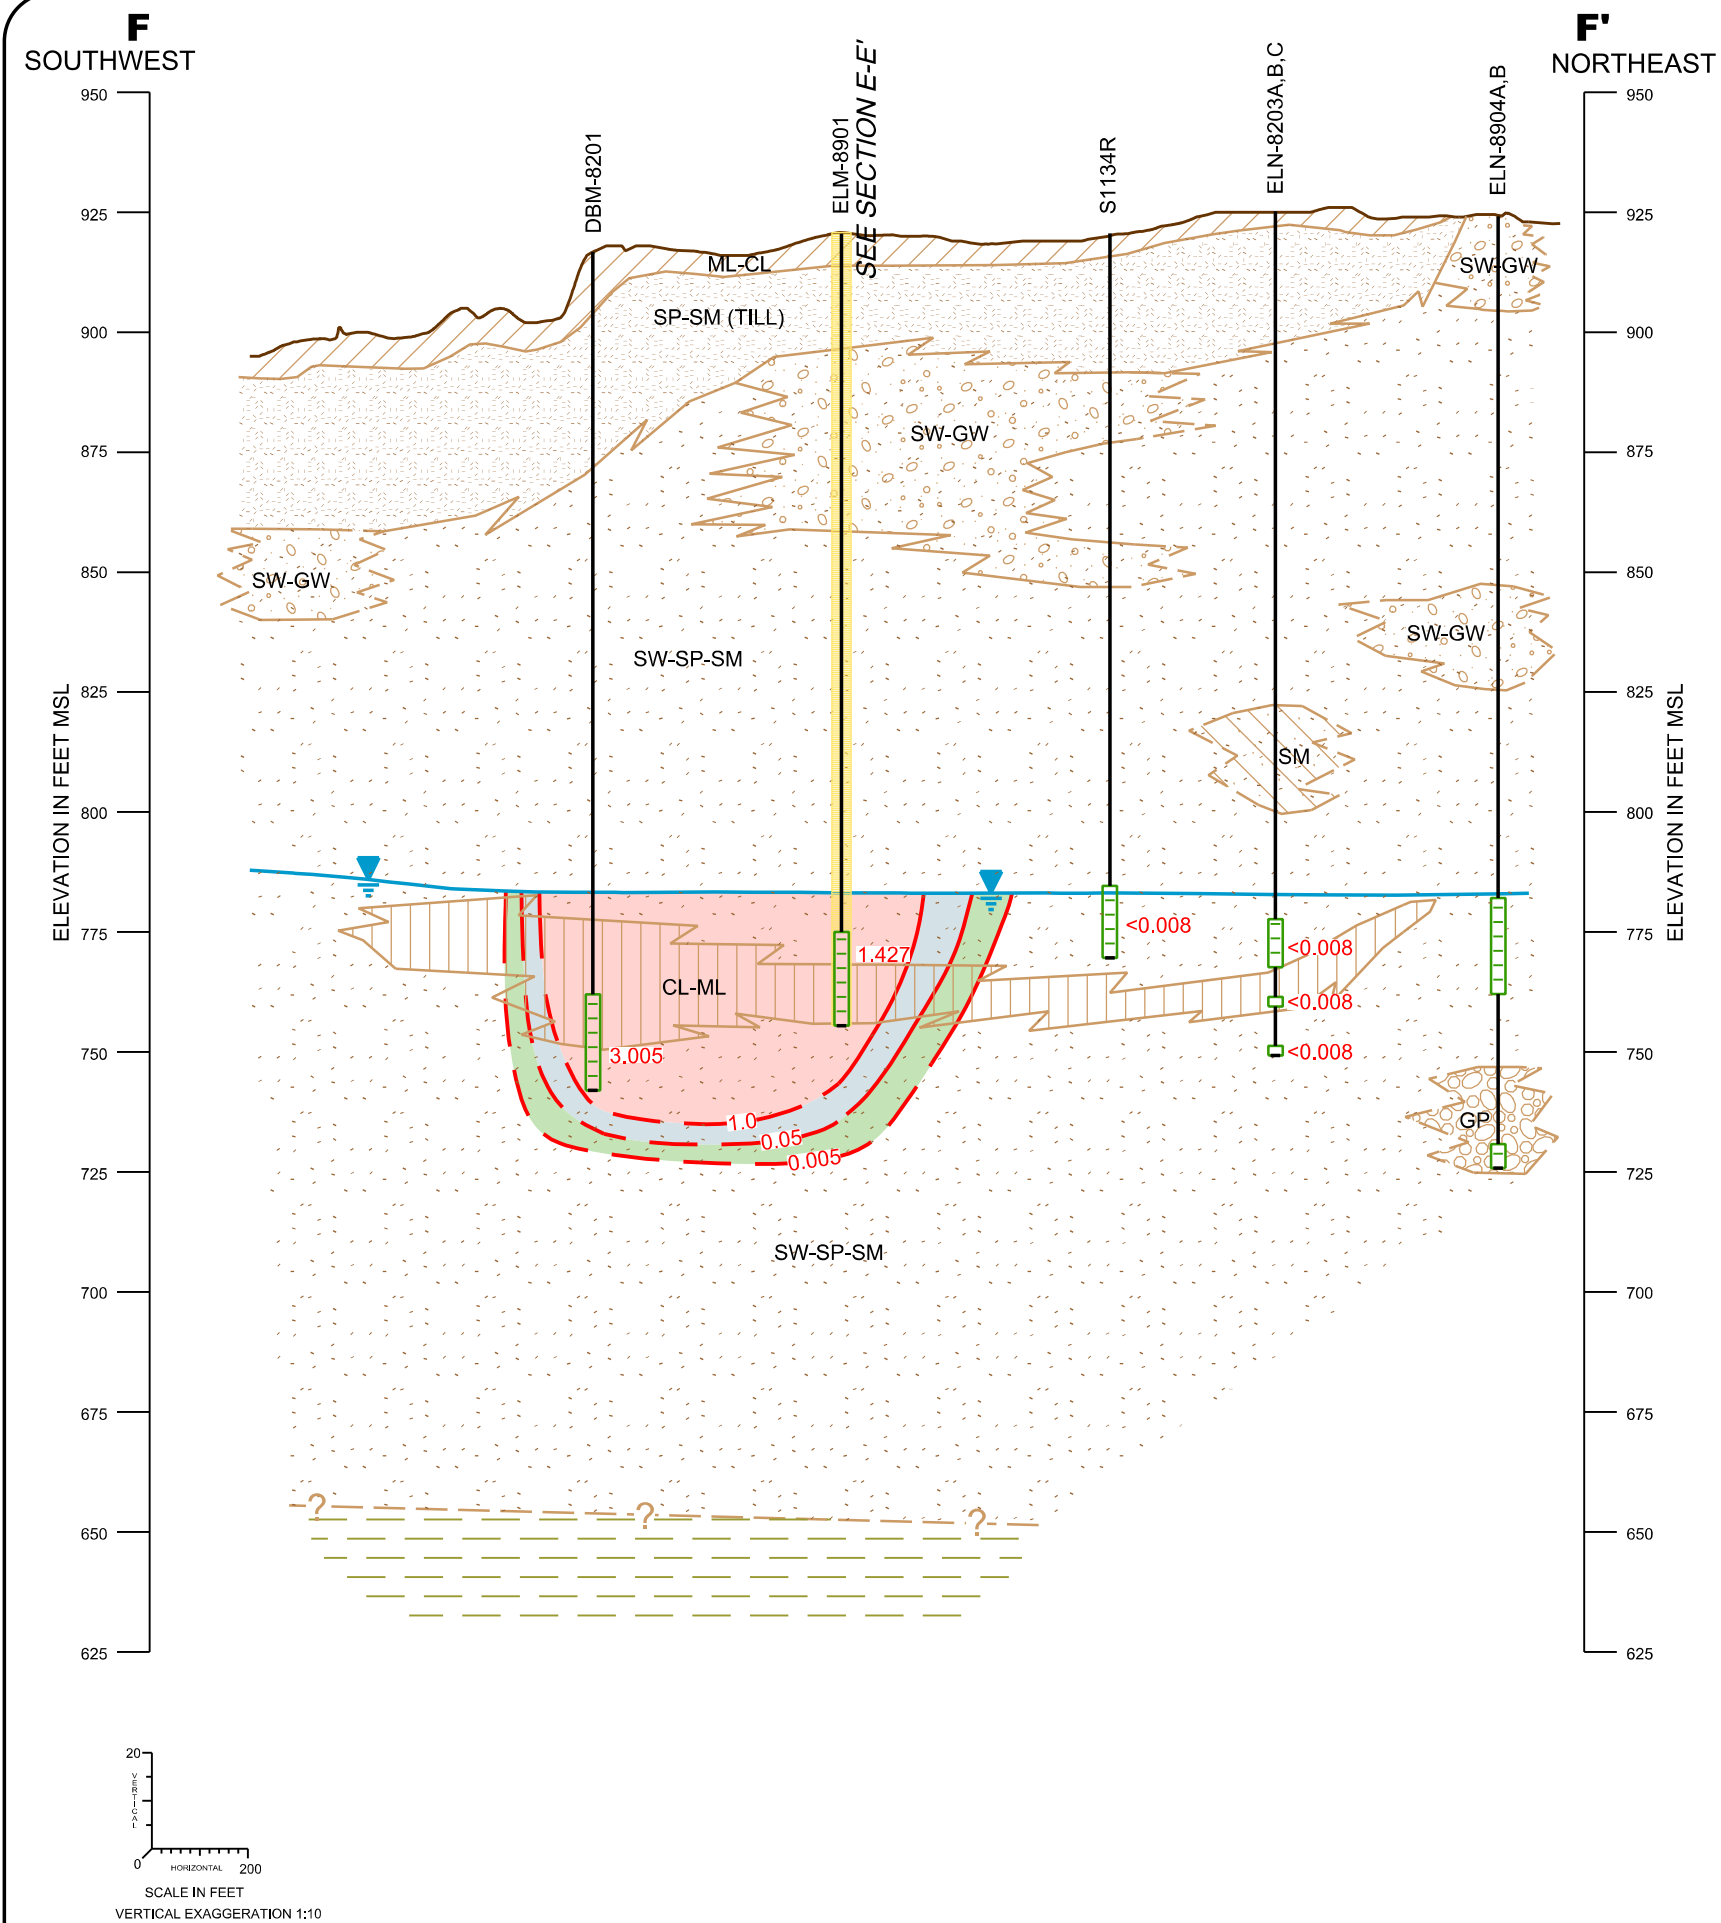 F
SOUTHWEST
F'
NORTHEAST
DBM-8201
ELM-8901
SEE SECTION E-E'
S1134R
ELN-8203A,B,C
ELN-8904A,B
950
925
900
875
850
825
800
775
750
725
700
675
650
625
ELEVATION IN FEET MSL
950
925
900
875
850
825
800
775
750
725
700
675
650
625
ELEVATION IN FEET MSL
ML-CL
SW-GW
SP-SM (TILL)
SW-GW
SW-GW
SW-GW
SW-SP-SM
SM
<0.008
<0.008
1.427
CL-ML
<0.008
3.005
<0.008
1.0
GP
0.05
0.005
SW-SP-SM
?
?
?
20
VERTICAL
0
HORIZONTAL
200
SCALE IN FEET
VERTICAL EXAGGERATION 1:10